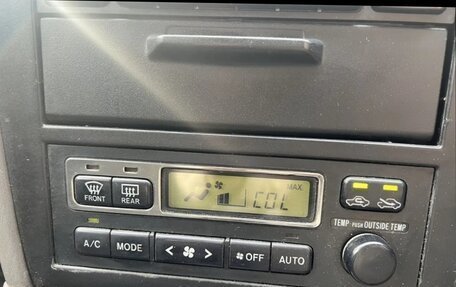 MAX
COL
FRONT
REAR
TEMP PUSH OUTSIDE TEMP
A/C
MODE
< >
OFF
AUTO